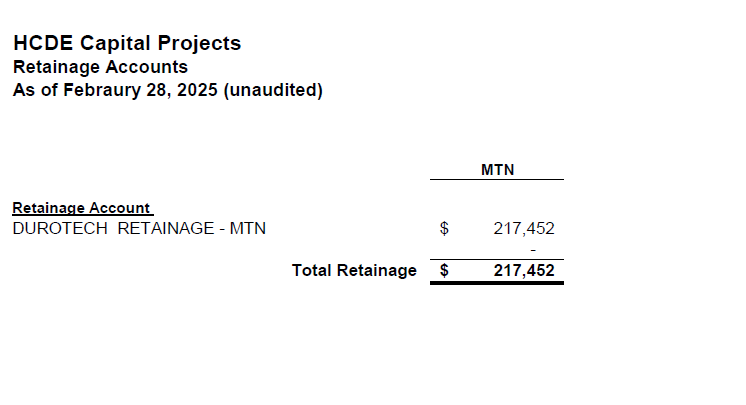 HCDE Capital Projects
Retainage Accounts
As of Febraury 28, 2025 (unaudited)
MTN
Retainage Account
DUROTECH RETAINAGE - MTN $ 217,452
-
Total Retainage $ 217,452